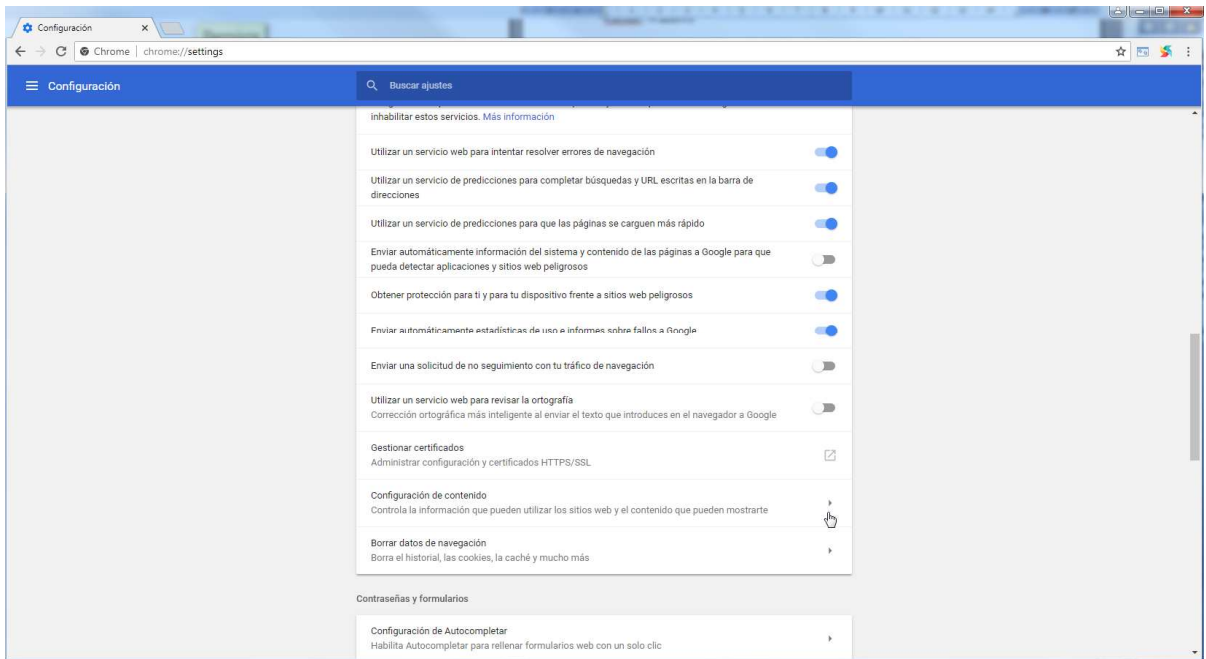 Configuración
Chrome | chrome://settings
Configuración
Buscar ajustes
inhabilitar estos servicios. Más información
Utilizar un servicio web para intentar resolver errores de navegación
Utilizar un servicio de predicciones para completar búsquedas y URL escritas en la barra de
direcciones
Utilizar un servicio de predicciones para que las páginas se carguen más rápido
Enviar automáticamente información del sistema y contenido de las páginas a Google para que
pueda detectar aplicaciones y sitios web peligrosos
Obtener protección para ti y para tu dispositivo frente a sitios web peligrosos
Enviar automáticamente estadísticas de uso e informes sobre fallos a Google
Enviar una solicitud de no seguimiento con tu tráfico de navegación
Utilizar un servicio web para revisar la ortografía
Corrección ortográfica más inteligente al enviar el texto que introduces en el navegador a Google
Gestionar certificados
Administrar configuración y certificados HTTPS/SSL
Configuración de contenido
Controla la información que pueden utilizar los sitios web y el contenido que pueden mostrarte
Borrar datos de navegación
Borra el historial, las cookies, la caché y mucho más
Contraseñas y formularios
Configuración de Autocompletar
Habilita Autocompletar para rellenar formularios web con un solo clic